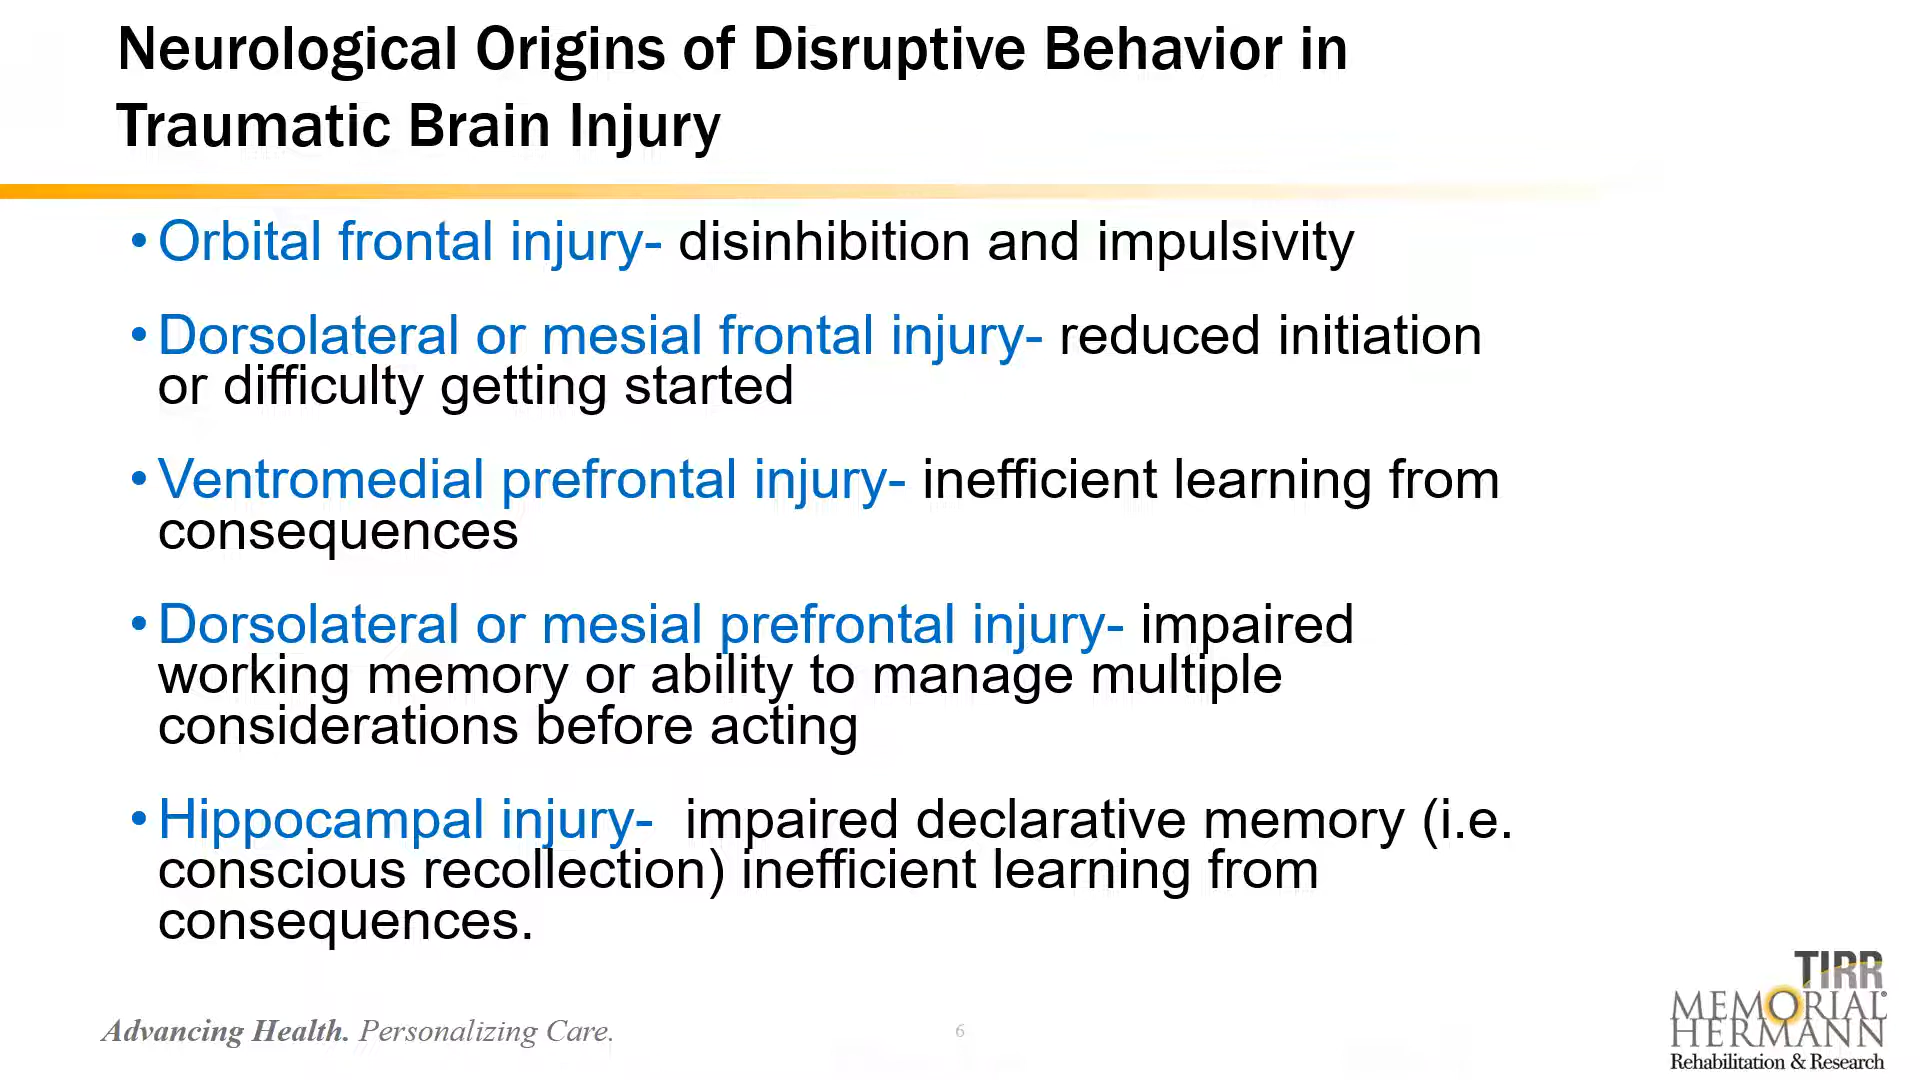 Neurological Origins of Disruptive Behavior in
Traumatic Brain Injury
• Orbital frontal injury- disinhibition and impulsivity
• Dorsolateral or mesial frontal injury- reduced initiation
or difficulty getting started
• Ventromedial prefrontal injury- inefficient learning from
consequences
• Dorsolateral or mesial prefrontal injury- impaired
working memory or ability to manage multiple
considerations before acting
• Hippocampal injury-  impaired declarative memory (i.e.
conscious recollection) inefficient learning from
consequences.
Advancing Health. Personalizing Care.
6
TIRR
MEMORIAL®
HERMANN
Rehabilitation & Research